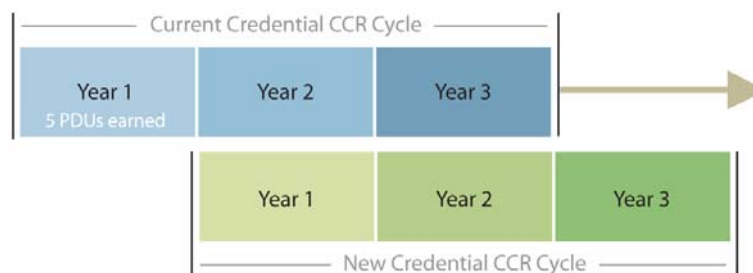 Current Credential CCR Cycle
Year 1
Year 2
Year 3
5 PDUs earned
Year 1
Year 2
Year 3
New Credential CCR Cycle